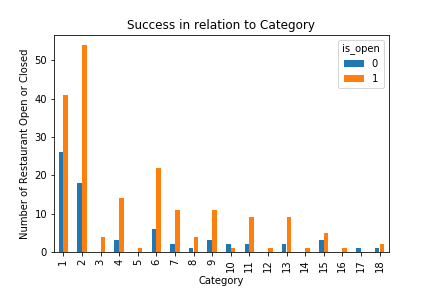 Success in relation to Category
is_open
0
1
Number of Restaurant Open or Closed
50
40
30
20
10
0
1 2 3 4 5 6 7 8 9 10 11 12 13 14 15 16 17 18
Category